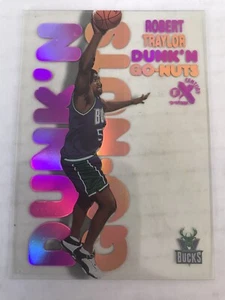 DUNK'N
GO-NUTS
ROBERT
TRAYLOR
DUNK'N
GO-NUTS
BUCKS